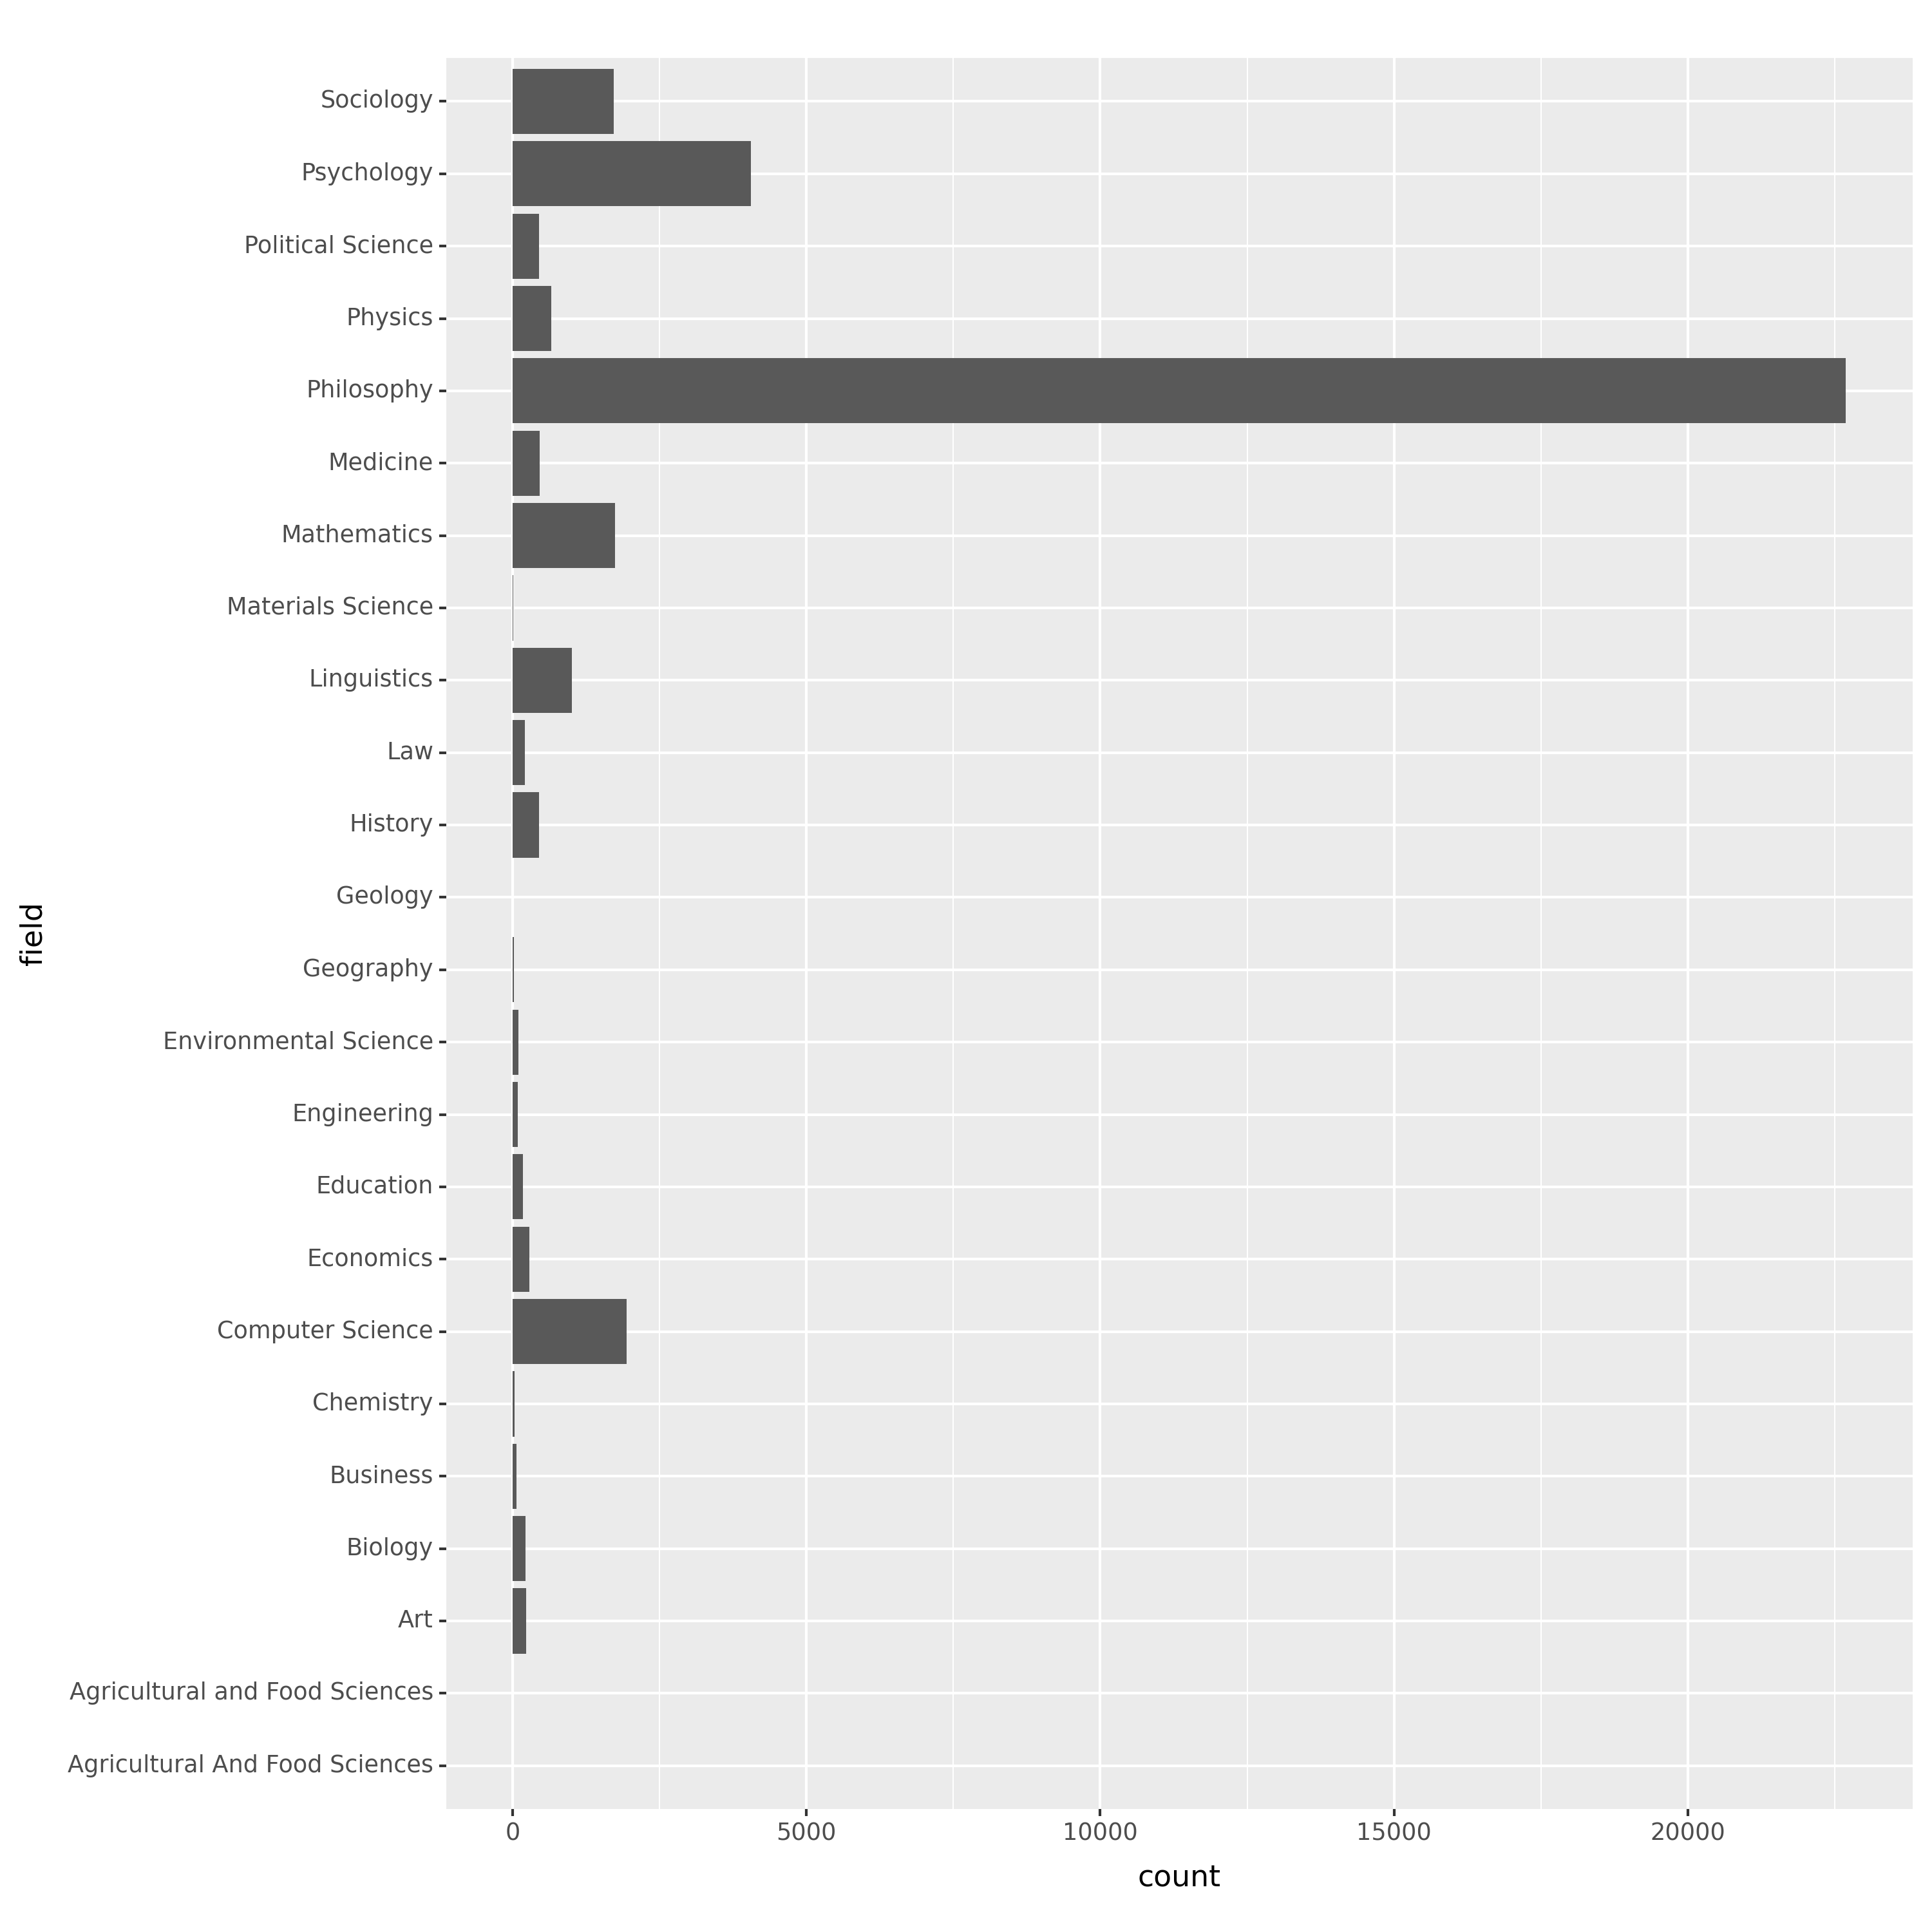 Sociology
Psychology
Political Science
Physics
Philosophy
Medicine
Mathematics
Materials Science
Linguistics
Law
History
Geology
Geography
Environmental Science
Engineering
Education
Economics
Computer Science
Chemistry
Business
Biology
Art
Agricultural and Food Sciences
Agricultural And Food Sciences
field
0 5000 10000 15000 20000
count